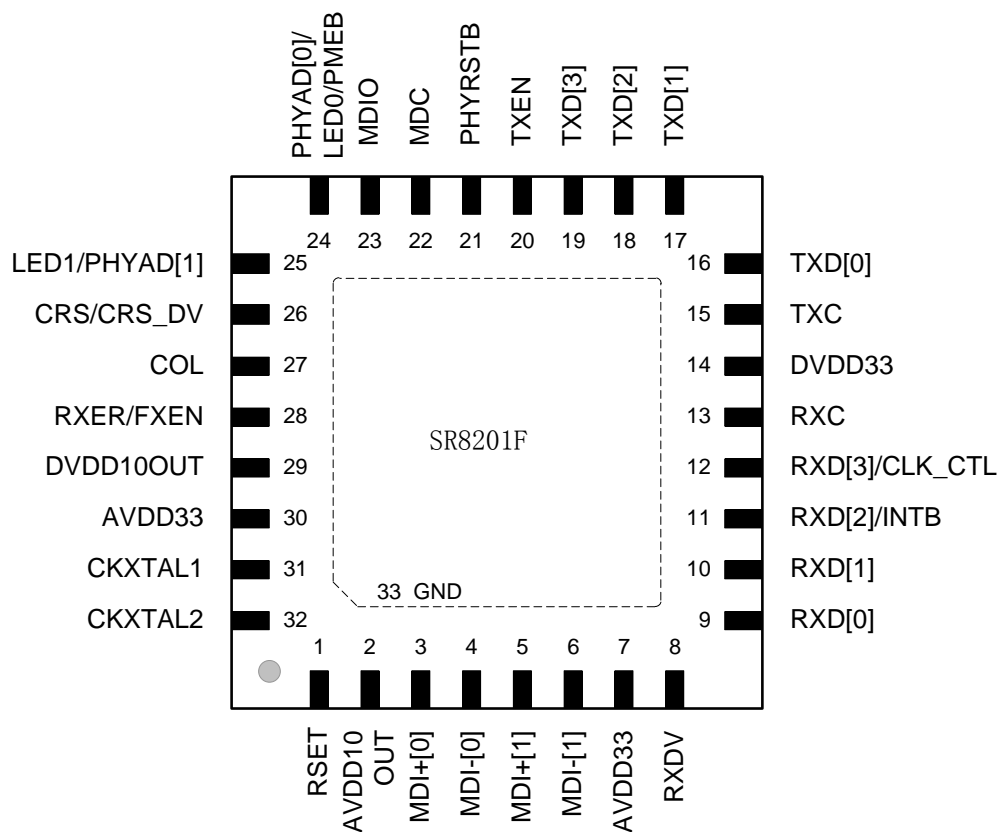 PHYAD[0]/
LED0/PMEB
MDIO
MDC
PHYRSTB
TXEN
TXD[3]
TXD[2]
TXD[1]
24 23 22 21 20 19 18 17
LED1/PHYAD[1] 25 16 TXD[0]
CRS/CRS_DV 26 15 TXC
COL 27 14 DVDD33
RXER/FXEN 28 13 RXC
SR8201F
DVDD10OUT 29 12 RXD[3]/CLK_CTL
AVDD33 30 11 RXD[2]/INTB
CKXTAL1 31 10 RXD[1]
33 GND
CKXTAL2 32 9 RXD[0]
1 2 3 4 5 6 7 8
RSET
AVDD10
OUT
MDI+[0]
MDI-[0]
MDI+[1]
MDI-[1]
AVDD33
RXDV